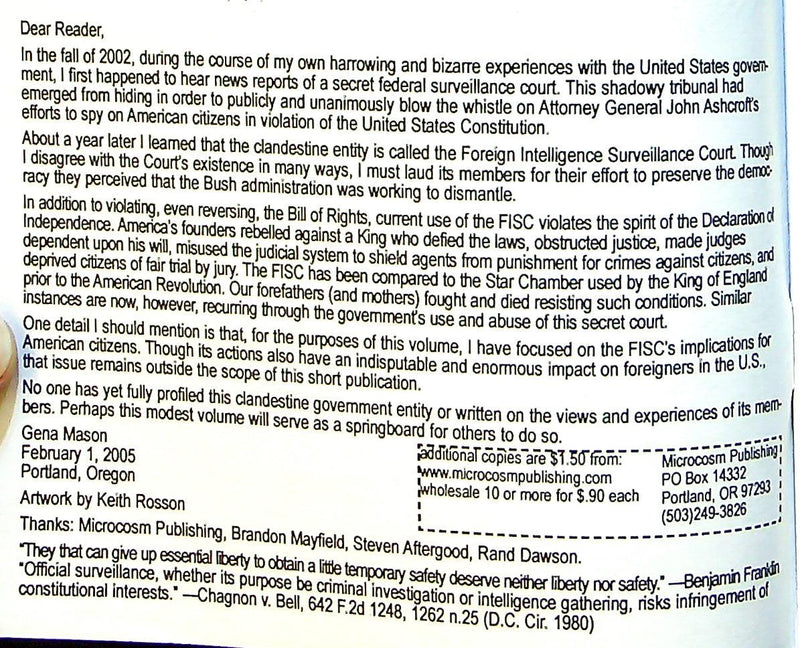 Dear Reader,
In the fall of 2002, during the course of my own harrowing and bizarre experiences with the United States govern-
ment, I first happened to hear news reports of a secret federal surveillance court. This shadowy tribunal had
emerged from hiding in order to publicly and unanimously blow the whistle on Attorney General John Ashcroft's
efforts to spy on American citizens in violation of the United States Constitution.
About a year later I learned that the clandestine entity is called the Foreign Intelligence Surveillance Court. Though
I disagree with the Court's existence in many ways, I must laud its members for their effort to preserve the democ-
racy they perceived that the Bush administration was working to dismantle.
In addition to violating, even reversing, the Bill of Rights, current use of the FISC violates the spirit of the Declaration of
Independence. America's founders rebelled against a King who defied the laws, obstructed justice, made judges
dependent upon his will, misused the judicial system to shield agents from punishment for crimes against citizens, and
deprived citizens of fair trial by jury. The FISC has been compared to the Star Chamber used by the King of England
prior to the American Revolution. Our forefathers (and mothers) fought and died resisting such conditions. Similar
instances are now, however, recurring through the government's use and abuse of this secret court.
One detail I should mention is that, for the purposes of this volume, I have focused on the FISC's implications for
American citizens. Though its actions also have an indisputable and enormous impact on foreigners in the U.S.,
that issue remains outside the scope of this short publication.
No one has yet fully profiled this clandestine government entity or written on the views and experiences of its mem-
bers. Perhaps this modest volume will serve as a springboard for others to do so.
Gena Mason
February 1, 2005
Portland, Oregon
Artwork by Keith Rosson
additional copies are $1.50 from:
www.microcosmpublishing.com
wholesale 10 or more for $.90 each
Microcosm Publishing
PO Box 14332
Portland, OR 97293
(503)249-3826
Thanks: Microcosm Publishing, Brandon Mayfield, Steven Aftergood, Rand Dawson.
"They that can give up essential liberty to obtain a little temporary safety deserve neither liberty nor safety." —Benjamin Franklin
"Official surveillance, whether its purpose be criminal investigation or intelligence gathering, risks infringement of
constitutional interests." —Chagnon v. Bell, 642 F.2d 1248, 1262 n.25 (D.C. Cir. 1980)